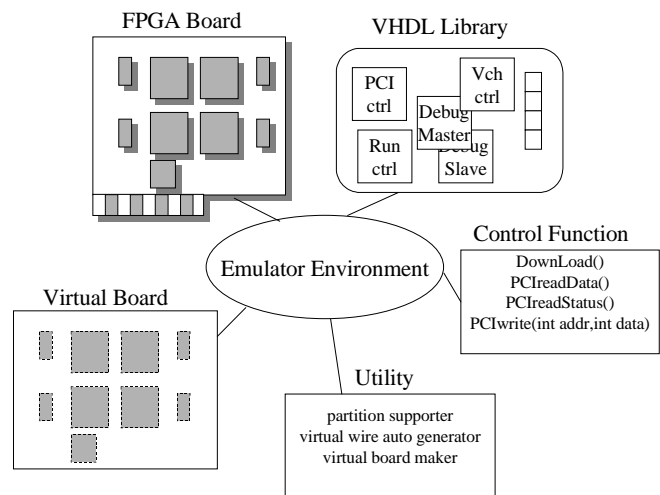 FPGA Board
VHDL Library
PCI
ctrl
Vch
ctrl
Debug
Master
Run
ctrl
Debug
Slave
Emulator Environment
Control Function
DownLoad()
PCIreadData()
PCIreadStatus()
PCIwrite(int addr,int data)
Virtual Board
Utility
partition supporter
virtual wire auto generator
virtual board maker